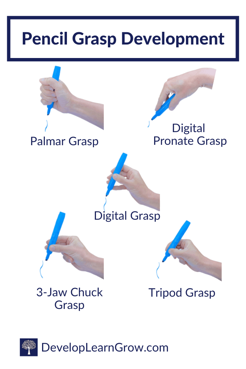 Pencil Grasp Development
Palmar Grasp
Digital
Pronate Grasp
Digital Grasp
3-Jaw Chuck
Grasp
Tripod Grasp
DevelopLearnGrow.com